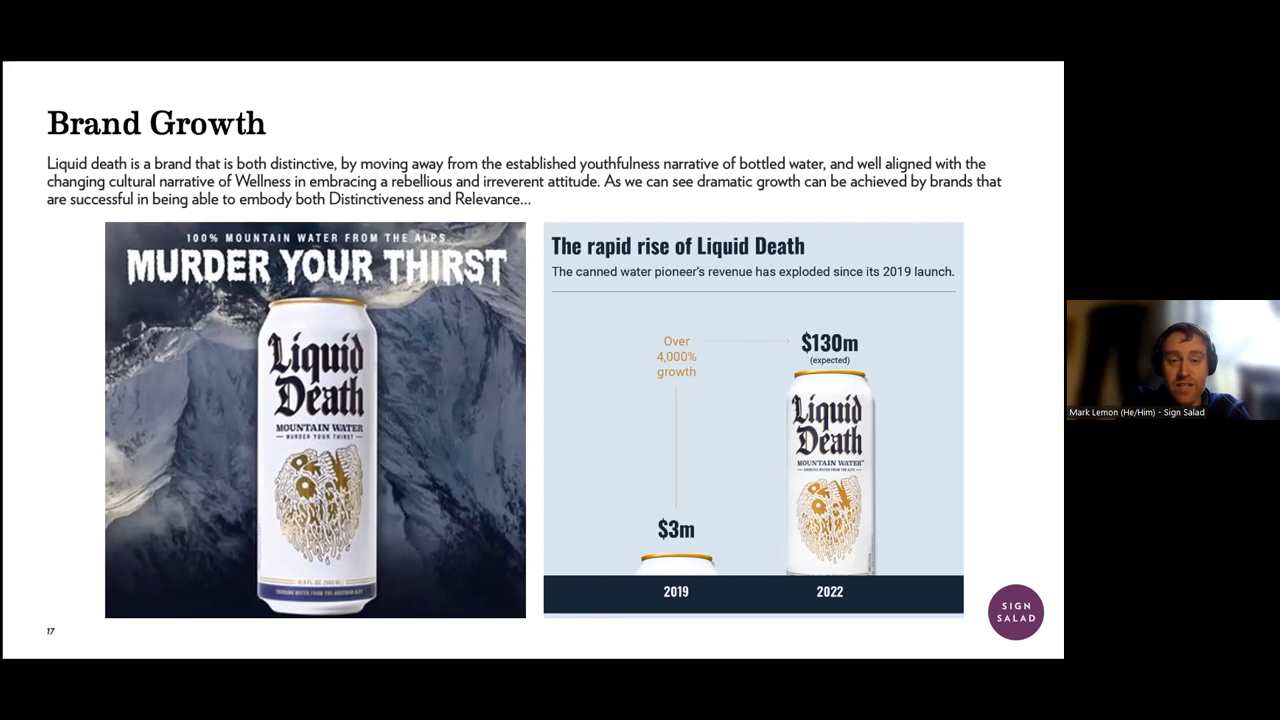 Brand Growth
Liquid death is a brand that is both distinctive, by moving away from the established youthfulness narrative of bottled water, and well aligned with the
changing cultural narrative of Wellness in embracing a rebellious and irreverent attitude. As we can see dramatic growth can be achieved by brands that
are successful in being able to embody both Distinctiveness and Relevance...
100% MOUNTAIN WATER FROM THE ALPS
MURDER YOUR THIRST
Liquid
Death
MOUNTAIN WATER
MURDER YOUR THIRST
16.9 FL OZ (500 ML)
The rapid rise of Liquid Death
The canned water pioneer's revenue has exploded since its 2019 launch.
Over
4,000%
growth
$130m
(expected)
Liquid
Death
MOUNTAIN WATER
$3m
2019
2022
SIGN
SALAD
17
Mark Lemon (He/Him) - Sign Salad